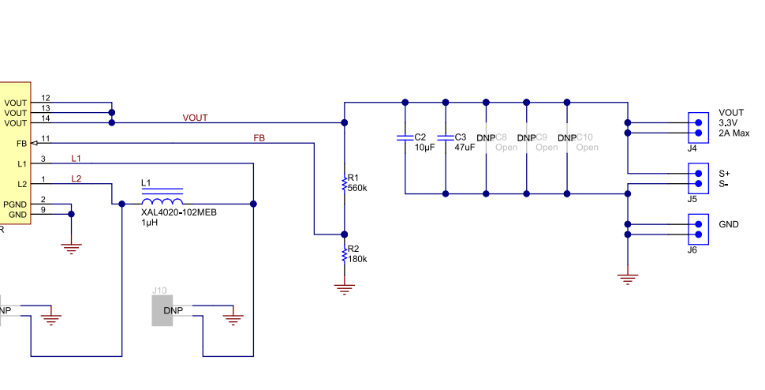 VOUT 12
VOUT 13
VOUT 14
VOUT
FB 11
FB
L1 3
L1
L2 1
L2
PGND 2
GND 9
R
L1
XAL4020-102MEB
1µH
R1
560k
R2
180k
C2
10µF
C3
47uF
DNP C8
Open
DNP C9
Open
DNP C10
Open
VOUT
3.3V
2A Max
J4
S+
S-
J5
GND
J6
NP
J13
DNP